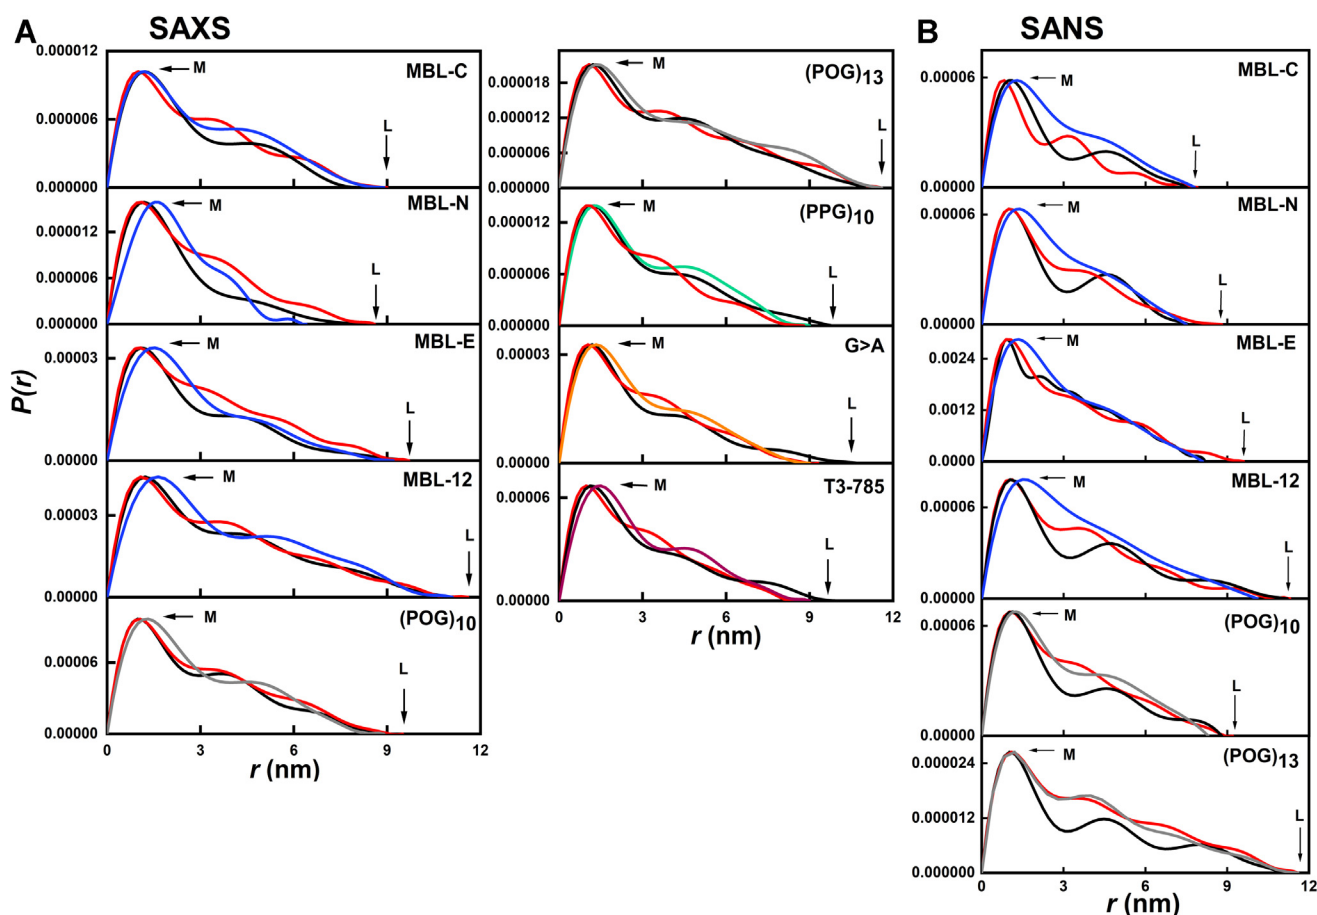 A SAXS
0.000012
0.000006
0.000000
MBL-C
M
L
0.000012
0.000006
0.000000
MBL-N
M
L
0.00003
0.00000
MBL-E
M
L
0.00003
0.00000
MBL-12
M
L
0.00006
0.00000
(POG)10
M
L
0 3 6 9 12
r (nm)
P(r)
0.000018
0.000012
0.000006
0.000000
(POG)13
M
L
0.000012
0.000006
0.000000
(PPG)10
M
L
0.00003
0.00000
G>A
M
L
0.00006
0.00000
T3-785
M
L
0 3 6 9 12
r (nm)
B SANS
0.00006
0.00000
MBL-C
M
L
0.00006
0.00000
MBL-N
M
L
0.0024
0.0012
0.0000
MBL-E
M
L
0.00006
0.00000
MBL-12
M
L
0.00006
0.00000
(POG)10
M
L
0.000024
0.000012
0.000000
(POG)13
M
L
0 3 6 9 12
r (nm)